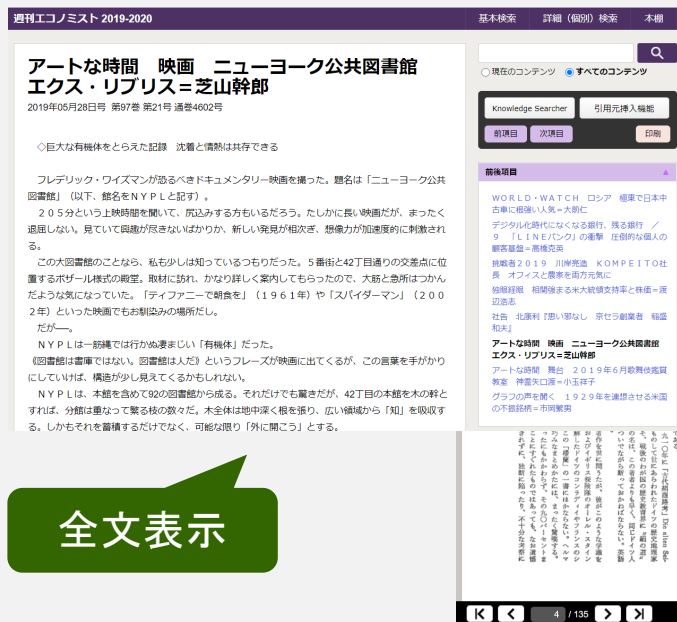 週刊エコノミスト 2019-2020
基本検索 詳細（個別）検索 本棚
アートな時間　映画　ニューヨーク公共図書館
エクス・リブリス＝芝山幹郎
2019年05月28日号 第97巻 第21号 通巻4602号
◇巨大な有機体をとらえた記録　沈着と情熱は共存できる
フレデリック・ワイズマンが恐るべきドキュメンタリー映画を撮った。題名は「ニューヨーク公共
図書館」（以下、館名をＮＹＰＬと記す）。
２０５分という上映時間を聞いて、尻込みする方もいるだろう。たしかに長い映画だが、まったく
退屈しない。見ていて興趣が尽きないばかりか、新しい発見が相次ぎ、想像力が加速度的に刺激され
る。
この大図書館のことなら、私も少しは知っているつもりだった。５番街と42丁目通りの交差点に位
置するボザール様式の殿堂。取材に訪れ、かなり詳しく案内してもらったので、大筋と急所はつかん
だような気になっていた。「ティファニーで朝食を」（１９６１年）や「スパイダーマン」（２００
２年）といった映画でもお馴染みの場所だし。
だが──。
ＮＹＰＬは一筋縄では行かぬ凄まじい「有機体」だった。
《図書館は書庫ではない。図書館は人だ》というフレーズが映画に出てくるが、この言葉を手がかり
にしていけば、構造が少し見えてくるかもしれない。
ＮＹＰＬは、本館を含めて92の図書館から成る。それだけでも驚きだが、42丁目の本館を木の幹と
すれば、分館は重なって繁る枝の数々だ。木全体は地中深く根を張り、広い領域から「知」を吸収す
る。しかもそれを蓄積するだけでなく、可能な限り「外に開こう」とする。
現在のコンテンツ すべてのコンテンツ
Knowledge Searcher 引用元挿入機能
前項目 次項目 印刷
前後項目
ＷＯＲＬＤ・ＷＡＴＣＨ　ロシア　極東で日本中
古車に根強い人気＝大前仁
デジタル化時代になくなる銀行、残る銀行　／
９　「ＬＩＮＥバンク」の衝撃　圧倒的な個人の
顧客基盤＝高橋克英
挑戦者２０１９　川岸亮造　ＫＯＭＰＥＩＴＯ社
長　オフィスと農家を両方元気に
独眼経眼　相関強まる米大統領支持率と株価＝渡
辺浩志
社告　北康利『思い邪なし　京セラ創業者　稲盛
和夫』
アートな時間　映画　ニューヨーク公共図書館
エクス・リブリス＝芝山幹郎
アートな時間　舞台　２０１９年６月歌舞伎鑑賞
教室　神霊矢口渡＝小玉祥子
グラフの声を聞く　１９２９年を連想させる米国
の不振銘柄＝市岡繁男
全文表示
4 / 135